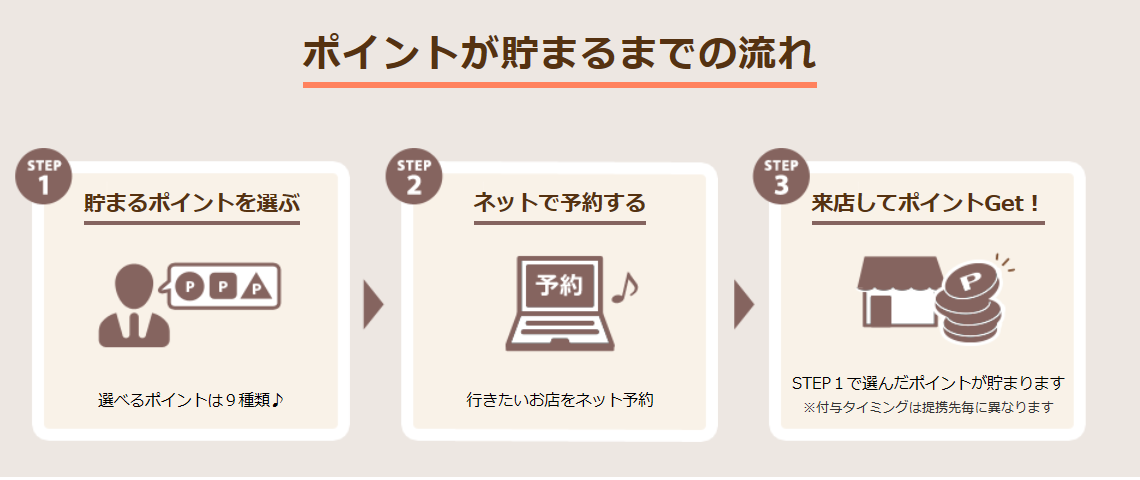 ポイントが貯まるまでの流れ
STEP
1
貯まるポイントを選ぶ
P P P
選べるポイントは９種類♪
STEP
2
ネットで予約する
予約
行きたいお店をネット予約
STEP
3
来店してポイントGet！
P
STEP１で選んだポイントが貯まります
※付与タイミングは提携先毎に異なります